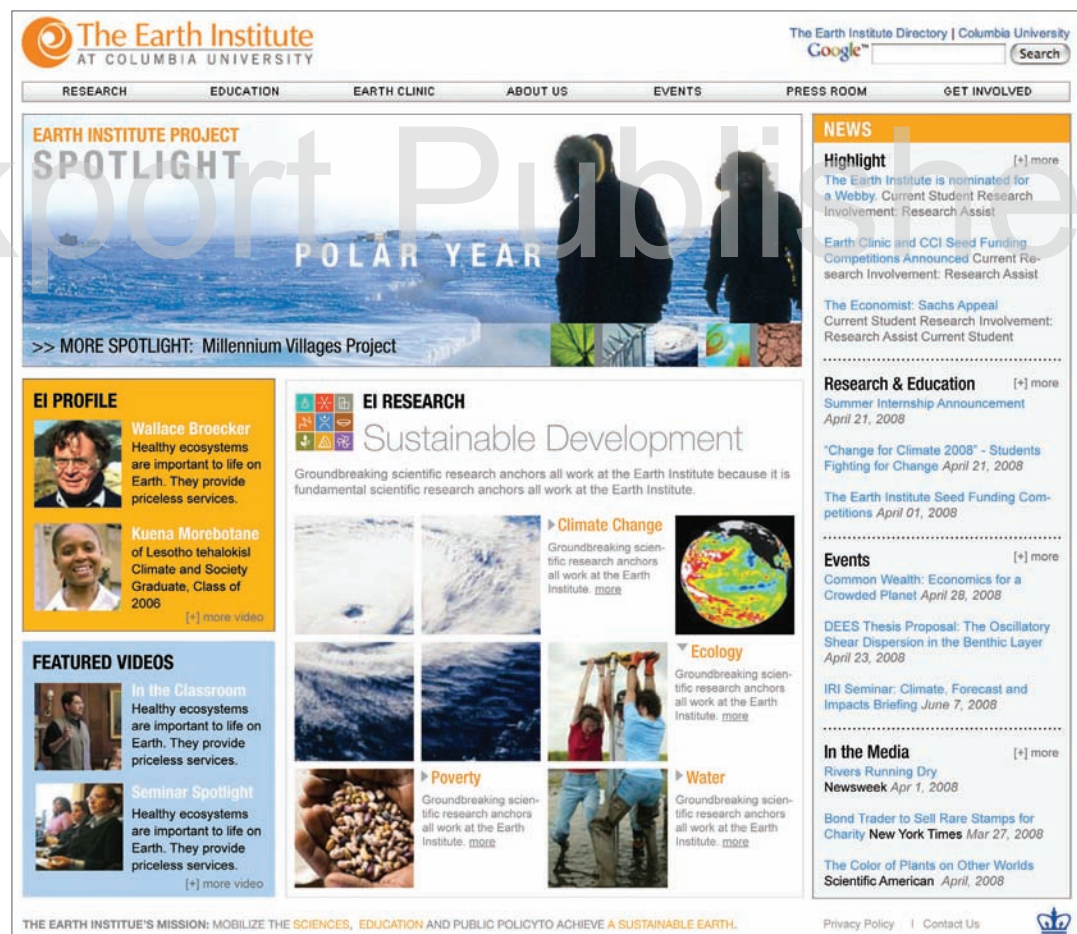 The Earth Institute
AT COLUMBIA UNIVERSITY
The Earth Institute Directory | Columbia University
Google™
Search
RESEARCH EDUCATION EARTH CLINIC ABOUT US EVENTS PRESS ROOM GET INVOLVED
EARTH INSTITUTE PROJECT
SPOTLIGHT
POLAR YEAR
>> MORE SPOTLIGHT: Millennium Villages Project
EI PROFILE
Wallace Broecker
Healthy ecosystems
are important to life on
Earth. They provide
priceless services.
Kuena Morebotane
of Lesotho tehalokisl
Climate and Society
Graduate, Class of
2006
[+] more video
FEATURED VIDEOS
In the Classroom
Healthy ecosystems
are important to life on
Earth. They provide
priceless services.
Seminar Spotlight
Healthy ecosystems
are important to life on
Earth. They provide
priceless services.
[+] more video
EI RESEARCH
Sustainable Development
Groundbreaking scientific research anchors all work at the Earth Institute because it is
fundamental scientific research anchors all work at the Earth Institute.
Climate Change
Groundbreaking scien-
tific research anchors
all work at the Earth
Institute. more
Ecology
Groundbreaking scien-
tific research anchors
all work at the Earth
Institute. more
Poverty
Groundbreaking scien-
tific research anchors
all work at the Earth
Institute. more
Water
Groundbreaking scien-
tific research anchors
all work at the Earth
Institute. more
NEWS
Highlight [+] more
The Earth Institute is nominated for
a Webby. Current Student Research
Involvement: Research Assist
Earth Clinic and CCI Seed Funding
Competitions Announced Current Re-
search Involvement: Research Assist
The Economist: Sachs Appeal
Current Student Research Involvement:
Research Assist Current Student
Research & Education [+] more
Summer Internship Announcement
April 21, 2008
"Change for Climate 2008" - Students
Fighting for Change April 21, 2008
The Earth Institute Seed Funding Com-
petitions April 01, 2008
Events [+] more
Common Wealth: Economics for a
Crowded Planet April 28, 2008
DEES Thesis Proposal: The Oscillatory
Shear Dispersion in the Benthic Layer
April 23, 2008
IRI Seminar: Climate, Forecast and
Impacts Briefing June 7, 2008
In the Media [+] more
Rivers Running Dry
Newsweek Apr 1, 2008
Bond Trader to Sell Rare Stamps for
Charity New York Times Mar 27, 2008
The Color of Plants on Other Worlds
Scientific American April, 2008
THE EARTH INSTITUE'S MISSION: MOBILIZE THE SCIENCES, EDUCATION AND PUBLIC POLICYTO ACHIEVE A SUSTAINABLE EARTH.
Privacy Policy | Contact Us